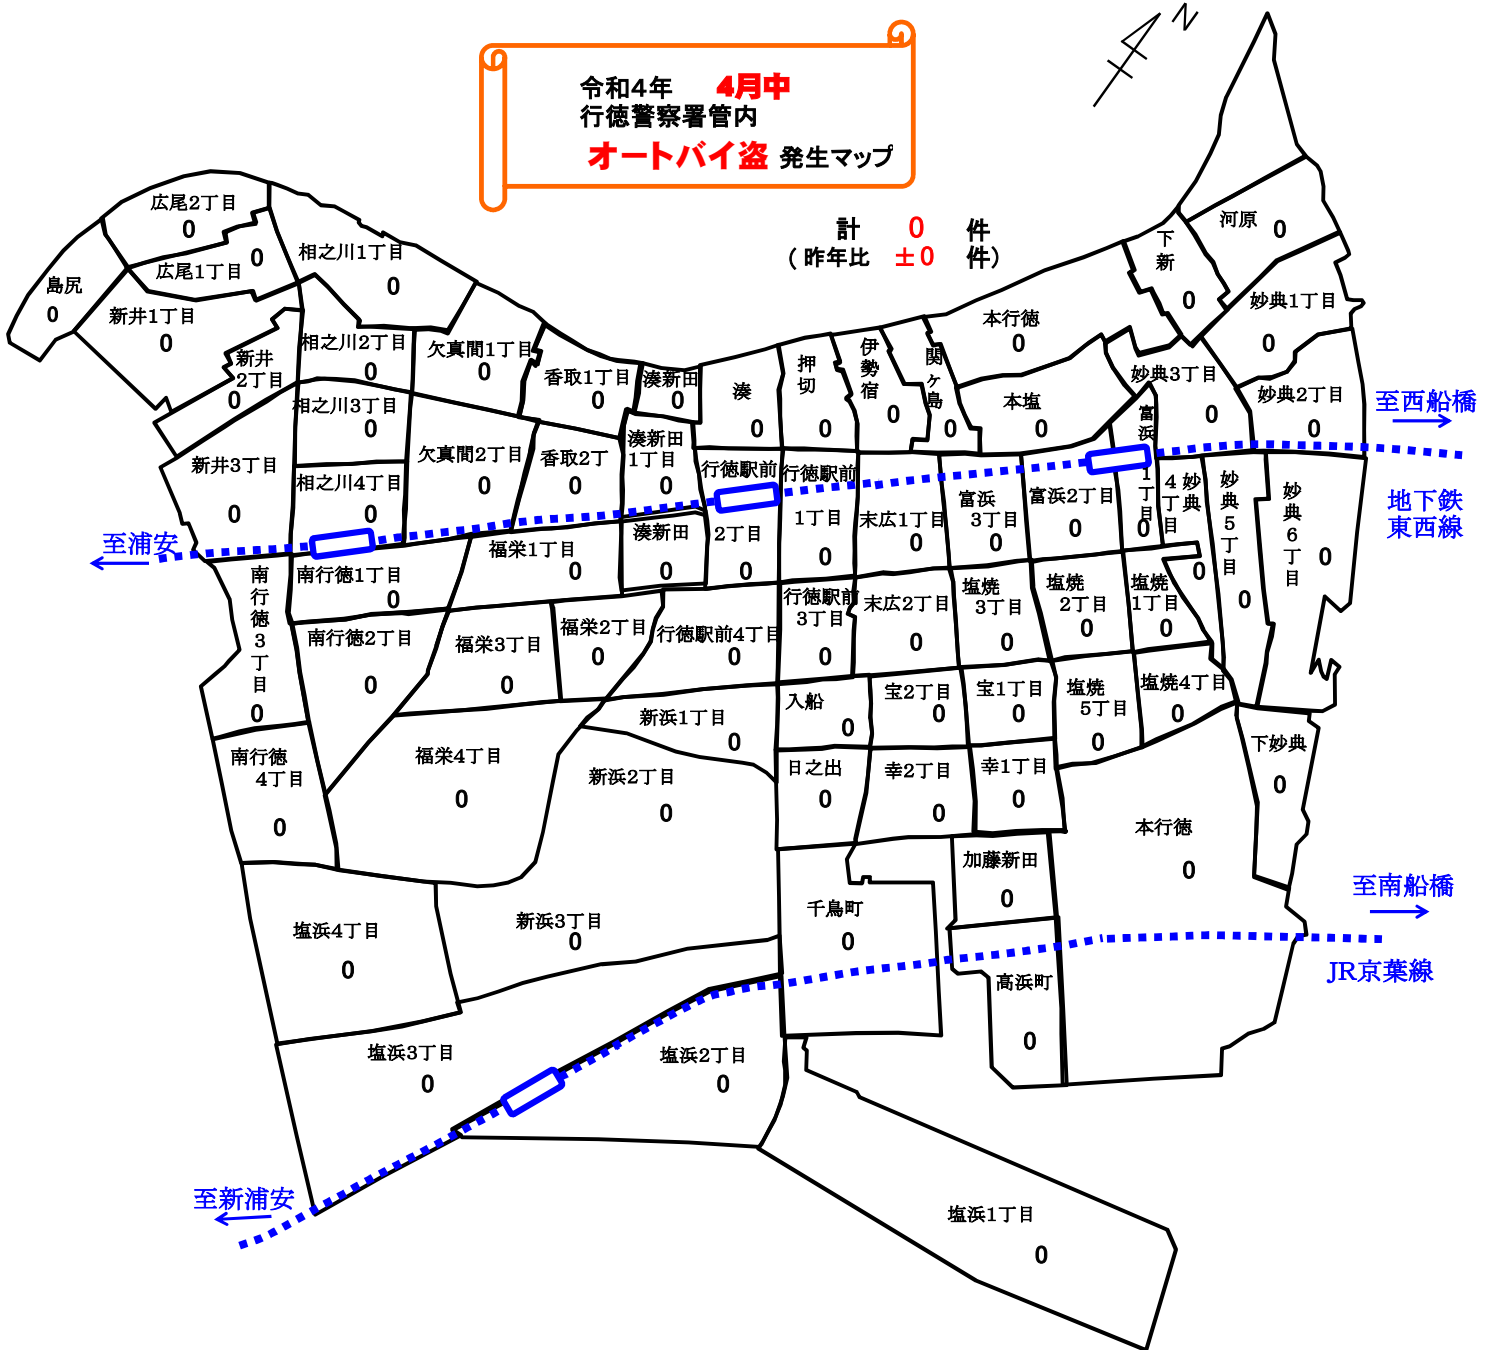 N
令和4年 4月中
行徳警察署管内
オートバイ盗 発生マップ
計 0 件
(昨年比 ±0 件)
広尾2丁目
0
広尾1丁目
0
島尻
0
新井1丁目
0
新井
2丁目
0
新井3丁目
0
相之川1丁目
0
相之川2丁目
0
相之川3丁目
0
相之川4丁目
0
欠真間1丁目
0
欠真間2丁目
0
香取1丁目
0
香取2丁
0
湊新田
0
湊新田
1丁目
0
湊新田
0
湊
0
押切
0
伊勢宿
0
関ヶ島
0
本行徳
0
本塩
0
下新
0
河原
0
妙典1丁目
0
妙典2丁目
0
妙典3丁目
0
富浜
1丁目
0
4丁目
妙典
0
妙典5丁目
0
妙典6丁目
0
至西船橋
地下鉄
東西線
至浦安
行徳駅前
2丁目
0
行徳駅前
1丁目
0
末広1丁目
0
富浜
3丁目
0
富浜2丁目
0
福栄1丁目
0
南行徳1丁目
0
南行徳3丁目
0
南行徳2丁目
0
福栄3丁目
0
福栄2丁目
0
行徳駅前4丁目
0
行徳駅前
3丁目
0
末広2丁目
0
塩焼
3丁目
0
塩焼
2丁目
0
塩焼
1丁目
0
南行徳
4丁目
0
福栄4丁目
0
新浜1丁目
0
新浜2丁目
0
入船
0
宝2丁目
0
宝1丁目
0
塩焼
5丁目
0
塩焼4丁目
0
下妙典
0
日之出
0
幸2丁目
0
幸1丁目
0
本行徳
0
加藤新田
0
千鳥町
0
高浜町
0
至南船橋
JR京葉線
塩浜4丁目
0
新浜3丁目
0
塩浜3丁目
0
塩浜2丁目
0
至新浦安
塩浜1丁目
0